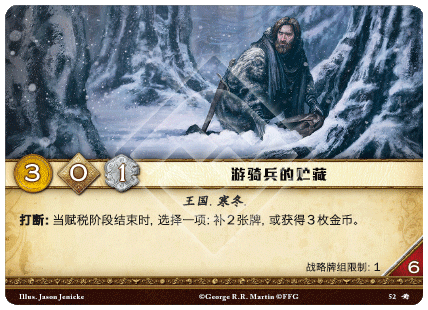 3 0 1 游骑兵的贮藏
王国. 寒冬.
打断: 当赋税阶段结束时, 选择一项: 补2张牌, 或获得3枚金币。
战略牌组限制: 1
6
Illus. Jason Jenicke ©George R.R. Martin ©FFG 52